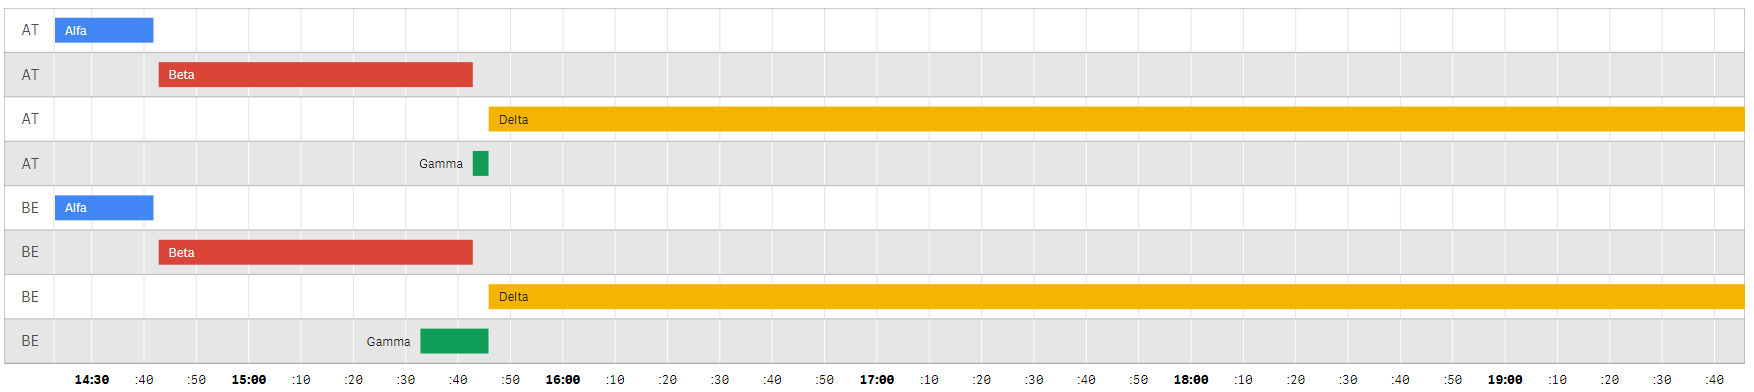 AT Alfa
AT Beta
AT Delta
AT Gamma
BE Alfa
BE Beta
BE Delta
BE Gamma
14:30 :40 :50 15:00 :10 :20 :30 :40 :50 16:00 :10 :20 :30 :40 :50 17:00 :10 :20 :30 :40 :50 18:00 :10 :20 :30 :40 :50 19:00 :10 :20 :30 :40